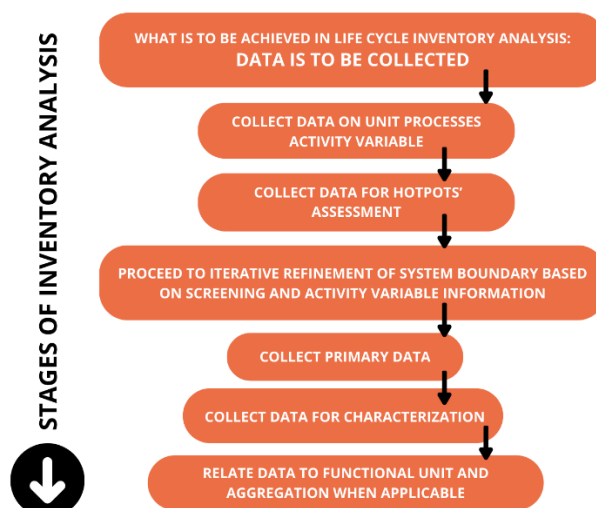 STAGES OF INVENTORY ANALYSIS
WHAT IS TO BE ACHIEVED IN LIFE CYCLE INVENTORY ANALYSIS:
DATA IS TO BE COLLECTED
COLLECT DATA ON UNIT PROCESSES
ACTIVITY VARIABLE
COLLECT DATA FOR HOTPOTS'
ASSESSMENT
PROCEED TO ITERATIVE REFINEMENT OF SYSTEM BOUNDARY BASED
ON SCREENING AND ACTIVITY VARIABLE INFORMATION
COLLECT PRIMARY DATA
COLLECT DATA FOR CHARACTERIZATION
RELATE DATA TO FUNCTIONAL UNIT AND
AGGREGATION WHEN APPLICABLE